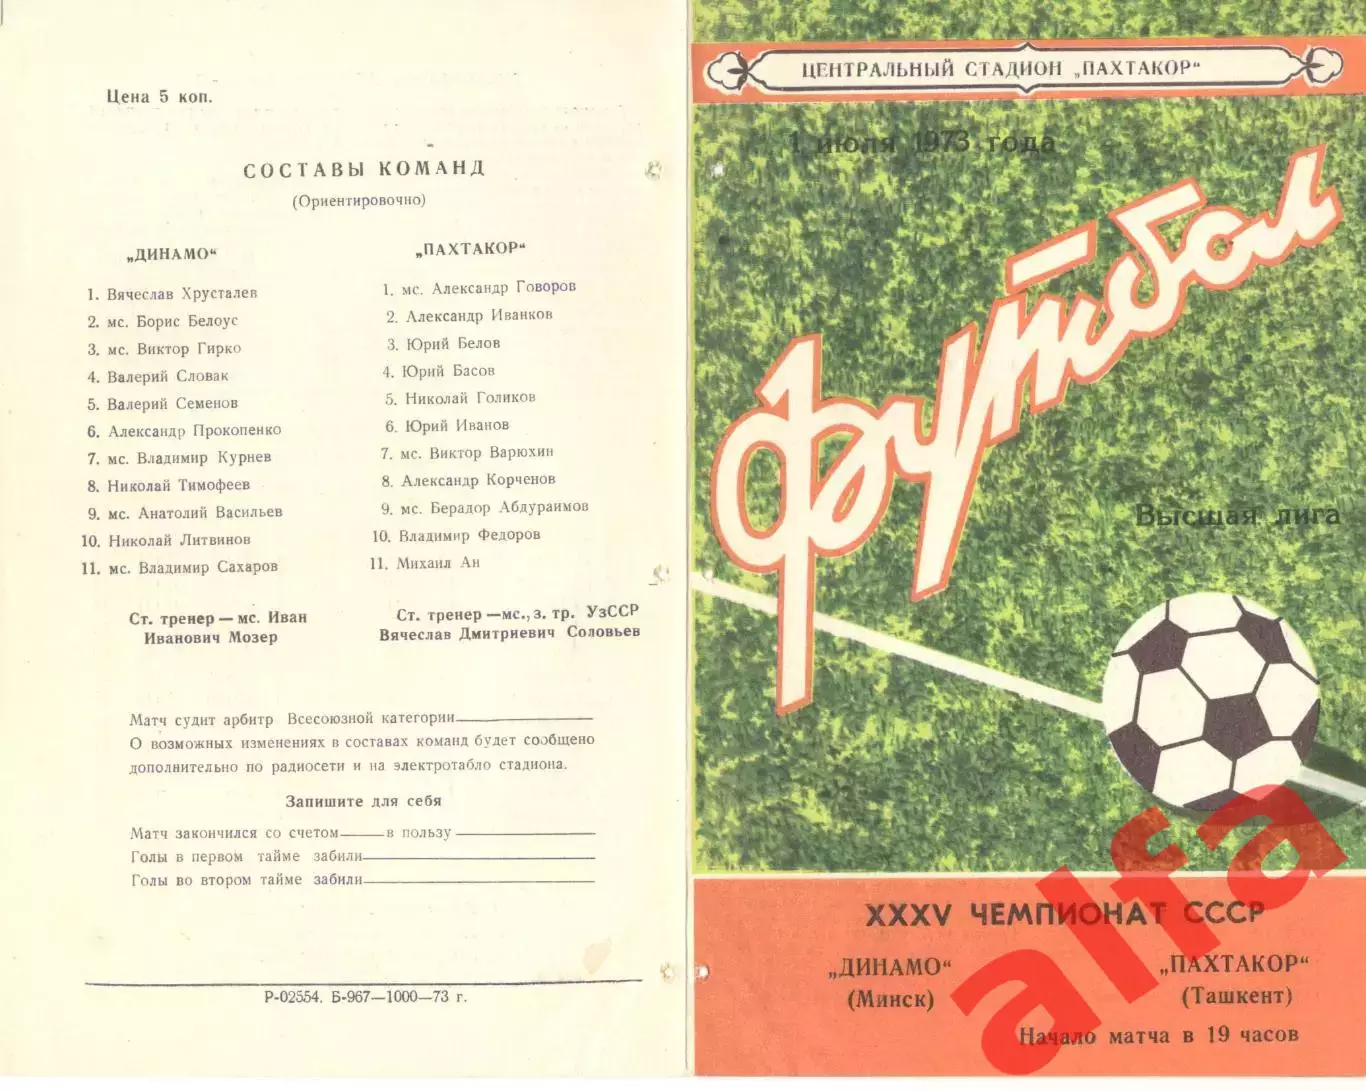 Цена 5 коп.
СОСТАВЫ КОМАНД
(Ориентировочно)
„ДИНАМО“
1. Вячеслав Хрусталев
2. мс. Борис Белоус
3. мс. Виктор Гирко
4. Валерий Словак
5. Валерий Семенов
6. Александр Прокопенко
7. мс. Владимир Курнев
8. Николай Тимофеев
9. мс. Анатолий Васильев
10. Николай Литвинов
11. мс. Владимир Сахаров
Ст. тренер—мс. Иван
Иванович Мозер
„ПАХТАКОР“
1. мс. Александр Говоров
2. Александр Иванков
3. Юрий Белов
4. Юрий Басов
5. Николай Голиков
6. Юрий Иванов
7. мс. Виктор Варюхин
8. Александр Корченов
9. мс. Берадор Абдураимов
10. Владимир Федоров
11. Михаил Ан
Ст. тренер—мс., з. тр. УзССР
Вячеслав Дмитриевич Соловьев
Матч судит арбитр Всесоюзной категории
О возможных изменениях в составах команд будет сообщено
дополнительно по радиосети и на электротабло стадиона.
Запишите для себя
Матч закончился со счетом——в пользу
Голы в первом тайме забили
Голы во втором тайме забили
Р-02554. Б-967—1000—73 г.
ЦЕНТРАЛЬНЫЙ СТАДИОН „ПАХТАКОР“
1 июля 1973 года
футбол
Высшая лига
XXXV ЧЕМПИОНАТ СССР
„ДИНАМО“
(Минск)
„ПАХТАКОР“
(Ташкент)
Начало матча в 19 часов
alfa